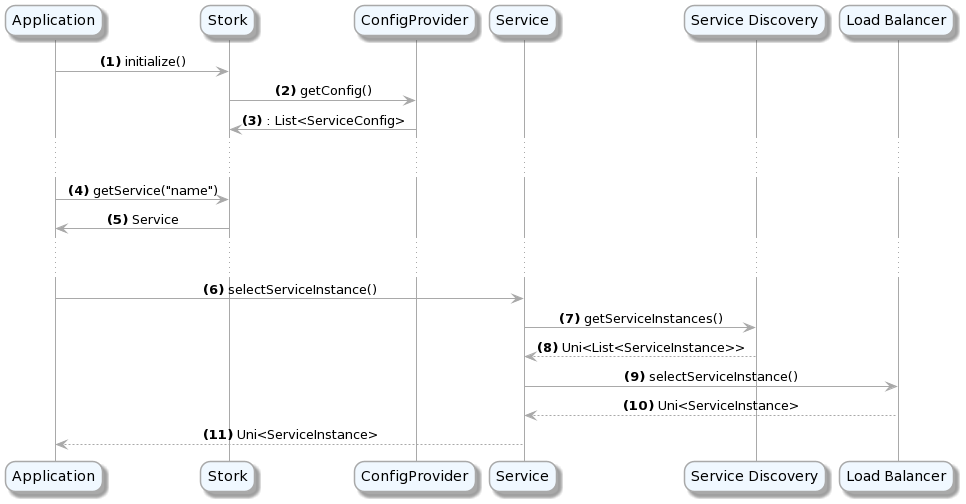 Application Stork ConfigProvider Service Service Discovery Load Balancer
(1) initialize()
(2) getConfig()
(3) : List<ServiceConfig>
(4) getService("name")
(5) Service
(6) selectServiceInstance()
(7) getServiceInstances()
(8) Uni<List<ServiceInstance>>
(9) selectServiceInstance()
(10) Uni<ServiceInstance>
(11) Uni<ServiceInstance>
Application Stork ConfigProvider Service Service Discovery Load Balancer